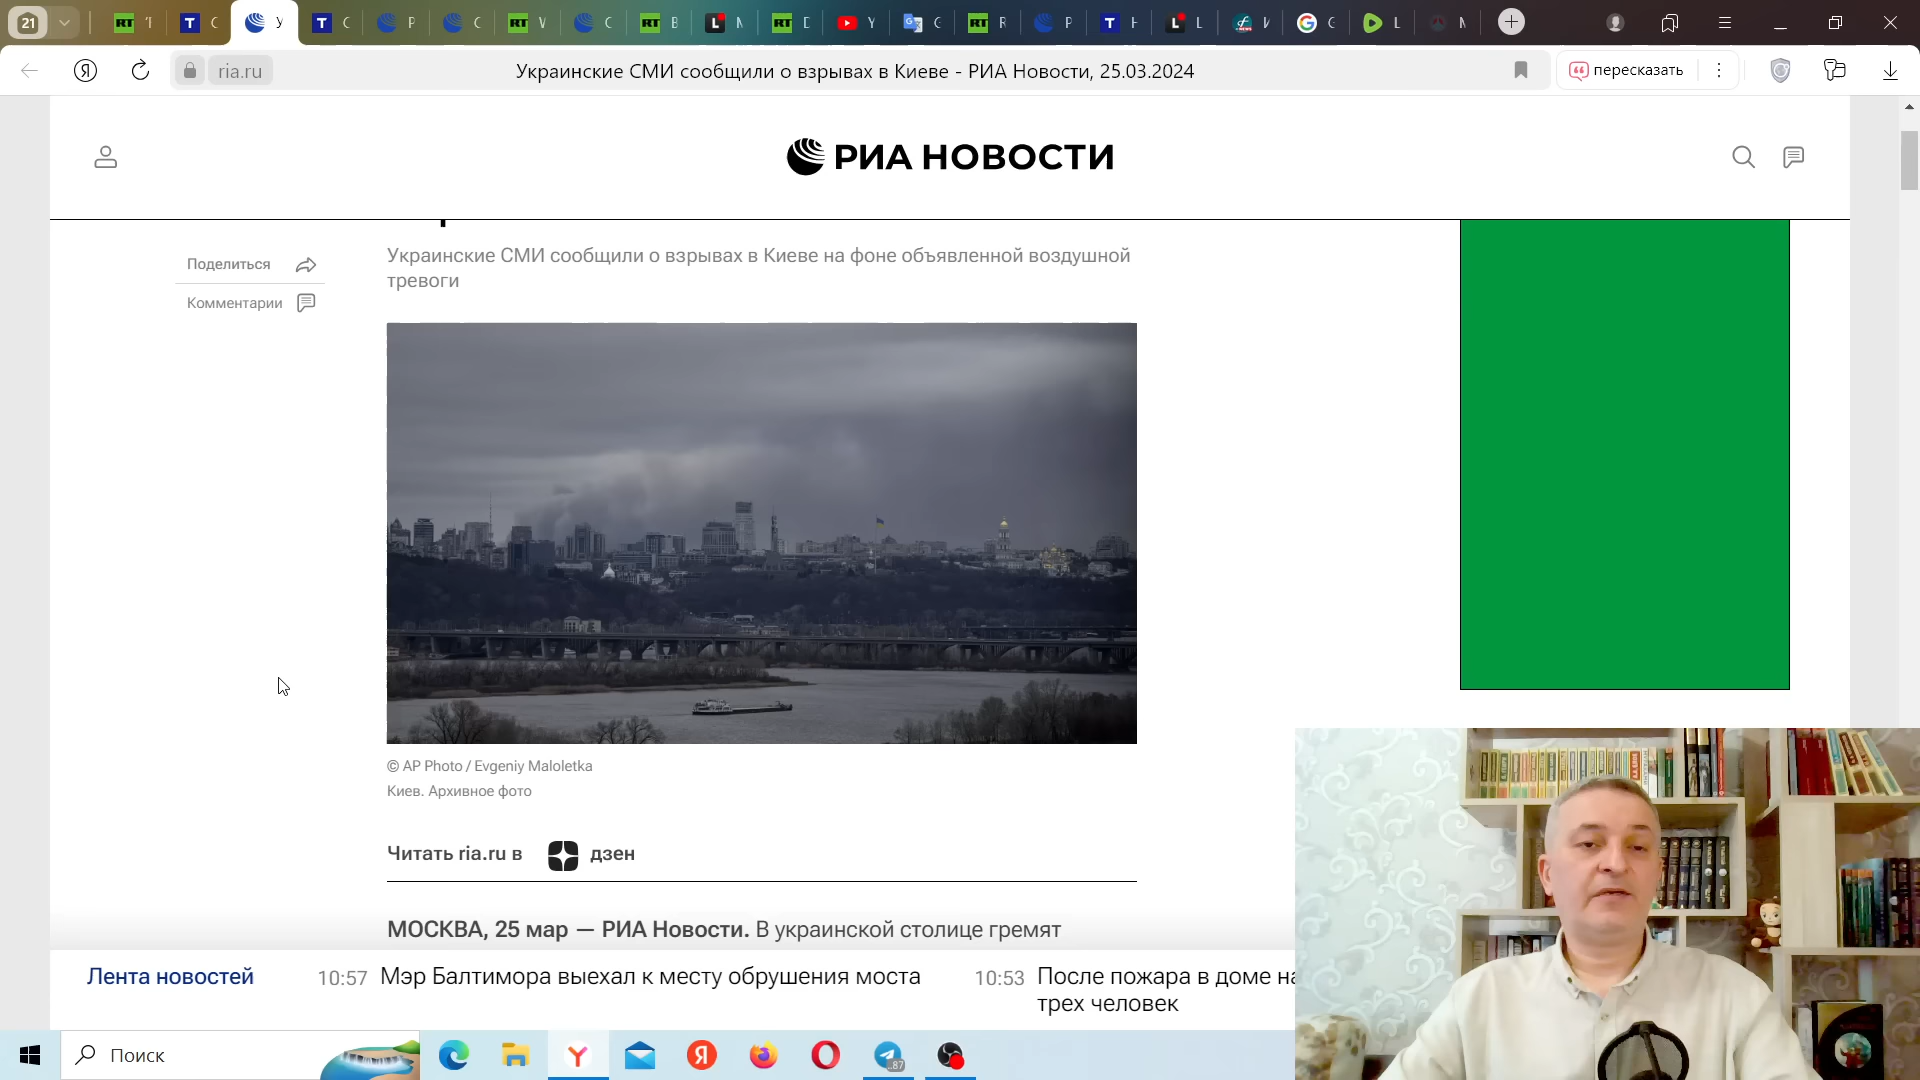 21
ria.ru
Украинские СМИ сообщили о взрывах в Киеве - РИА Новости, 25.03.2024
пересказать
РИА НОВОСТИ
Поделиться
Комментарии
Украинские СМИ сообщили о взрывах в Киеве на фоне объявленной воздушной
тревоги
© AP Photo / Evgeniy Maloletka
Киев. Архивное фото
Читать ria.ru в дзен
МОСКВА, 25 мар — РИА Новости. В украинской столице гремят
Лента новостей
10:57 Мэр Балтимора выехал к месту обрушения моста
10:53 После пожара в доме на
трех человек
Поиск
87